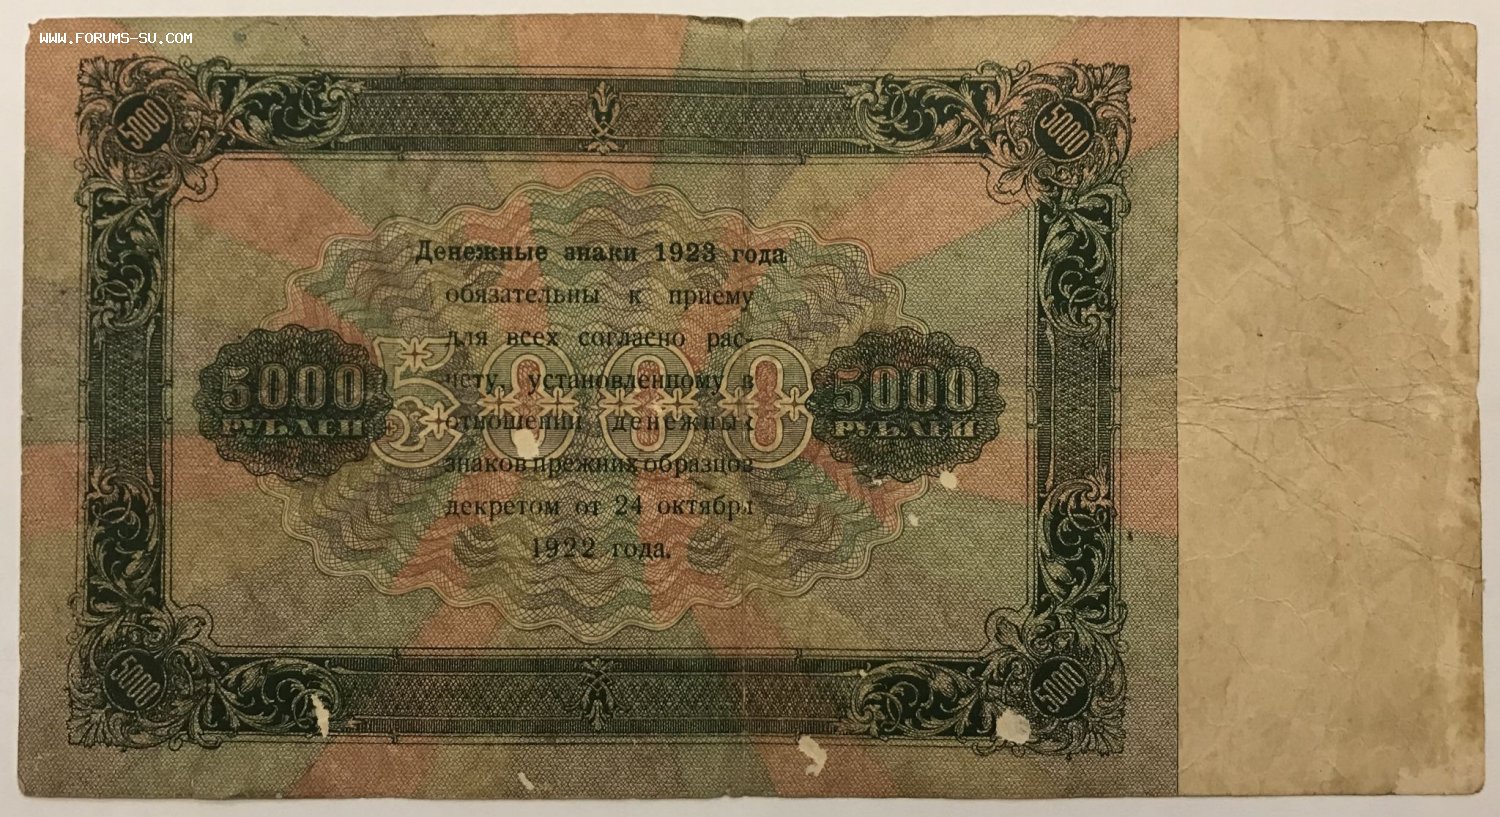 WWW.FORUMS-SU.COM
5000
5000
Денежные знаки 1923 года
обязательны к приему
для всех согласно рас-
чету, установленному в
отношении денежных
знаков прежних образцов
декретом от 24 октября
1922 года.
5000
РУБЛЕЙ
5000
5000
РУБЛЕЙ
5000
5000